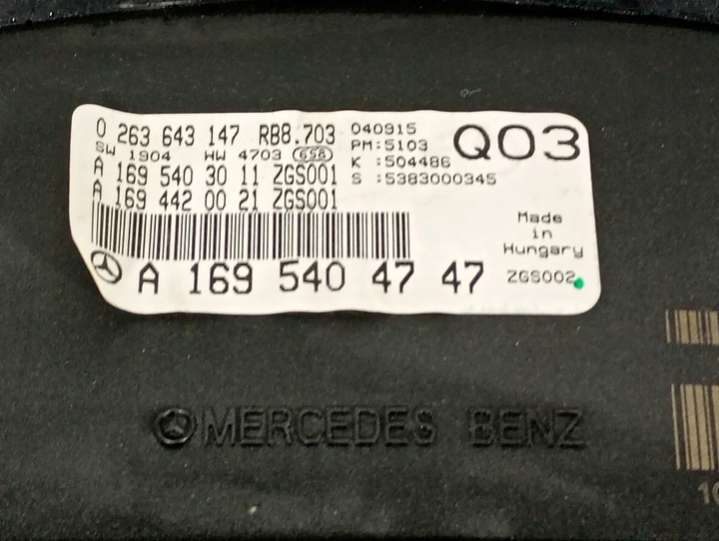 0 263 643 147 RB8.703 040915 Q03
SW 1904 HW 4703 658 PM:5103
K :504486
A 169 540 30 11 ZGS001 S :5383000345
A 169 442 00 21 ZGS001
Made
in
Hungary
A 169 540 47 47 ZGS002
MERCEDES BENZ